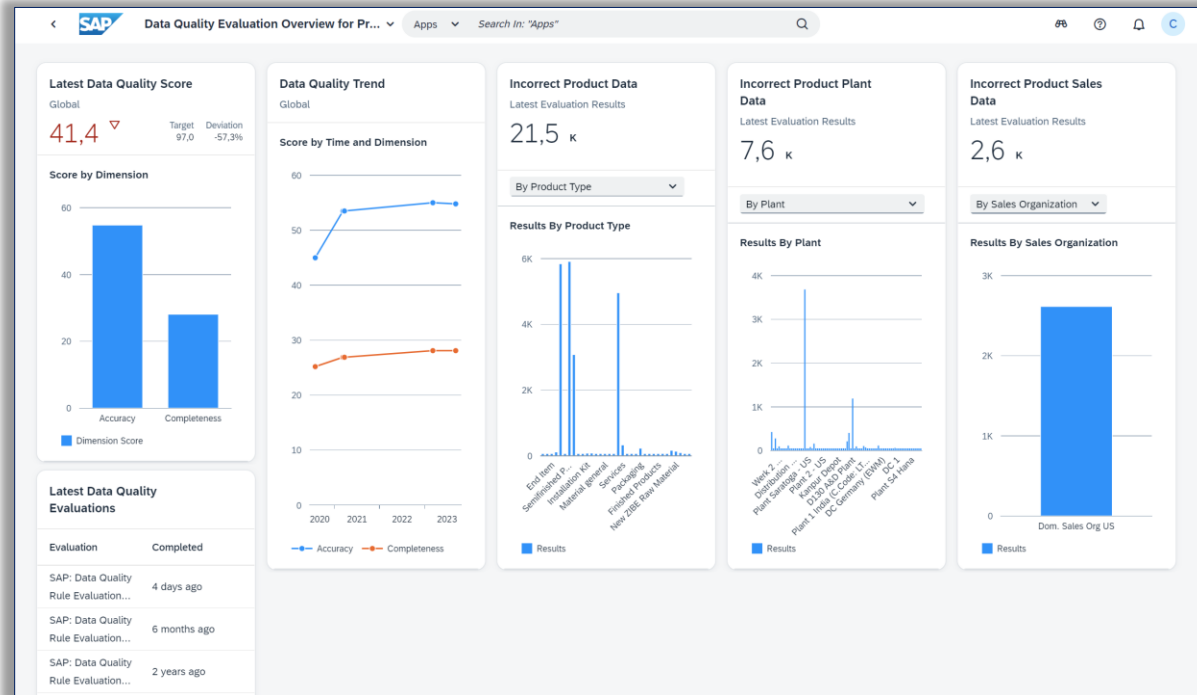 SAP
Data Quality Evaluation Overview for Pr...
Apps
Search In: "Apps"
C
Latest Data Quality Score
Global
41,4
Target
97,0
Deviation
-57,3%
Score by Dimension
60
40
20
0
Accuracy
Completeness
Dimension Score
Latest Data Quality
Evaluations
Evaluation
Completed
SAP: Data Quality
Rule Evaluation...
4 days ago
SAP: Data Quality
Rule Evaluation...
6 months ago
SAP: Data Quality
Rule Evaluation...
2 years ago
Data Quality Trend
Global
Score by Time and Dimension
60
50
40
30
20
10
0
2020
2021
2022
2023
Accuracy
Completeness
Incorrect Product Data
Latest Evaluation Results
21,5 K
By Product Type
Results By Product Type
6K
4K
2K
0
End Item
Semifinished P...
Installation Kit
Material general
Services
Packaging
Finished Products
New ZIBE Raw Material
Results
Incorrect Product Plant
Data
Latest Evaluation Results
7,6 K
By Plant
Results By Plant
4K
3K
2K
1K
0
Werk 2 ...
Distribution ...
Plant Saratoga - US
Plant 2 - US
Kanpur Depot
D130 A&D Plant
Plant 1 India (C.Code: LT...
DC Germany (EWM)
DC 1
Plant S4 Hana
Results
Incorrect Product Sales
Data
Latest Evaluation Results
2,6 K
By Sales Organization
Results By Sales Organization
3K
2K
1K
0
Dom. Sales Org US
Results